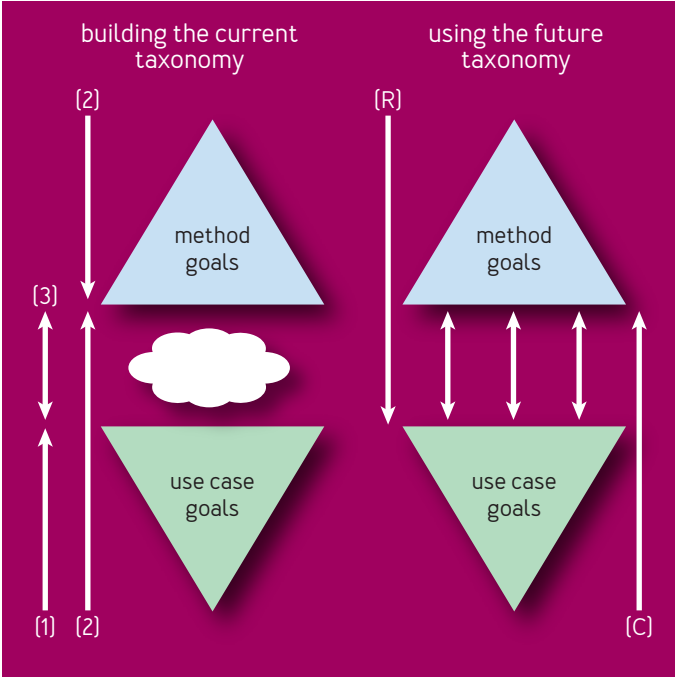 building the current
taxonomy
using the future
taxonomy
(2)
(R)
method
goals
method
goals
(3)
use case
goals
use case
goals
(1)
(2)
(C)